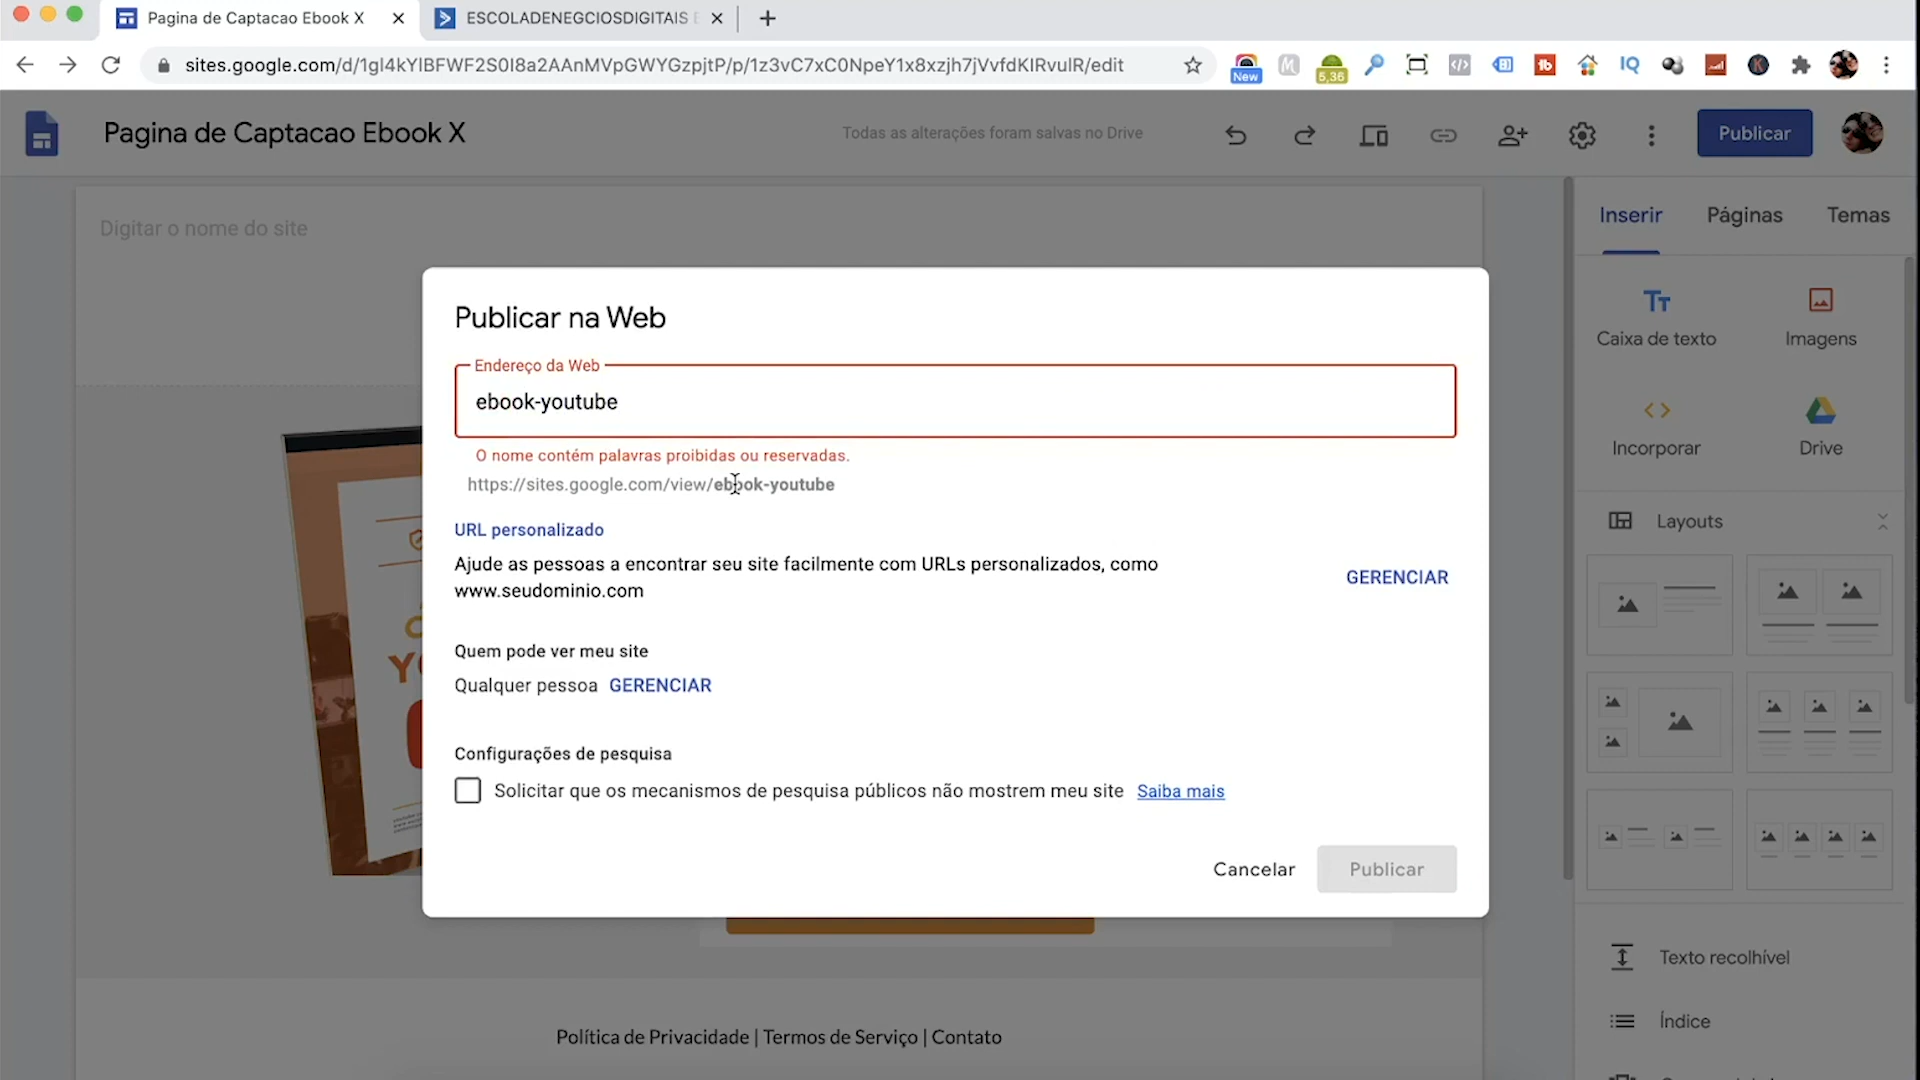 Pagina de Captacao Ebook X
ESCOLADENEGCIOSDIGITAIS
sites.google.com/d/1gl4kYlBFWF2S0I8a2AAnMVpGWYGzpjtP/p/1z3vC7xC0NpeY1x8xzjh7jVvfdKIRvulR/edit
New
5,36
IQ
Pagina de Captacao Ebook X
Todas as alterações foram salvas no Drive
Publicar
Digitar o nome do site
Inserir
Páginas
Temas
Publicar na Web
Endereço da Web
ebook-youtube
O nome contém palavras proibidas ou reservadas.
https://sites.google.com/view/ebook-youtube
URL personalizado
Ajude as pessoas a encontrar seu site facilmente com URLs personalizados, como
www.seudominio.com
GERENCIAR
Quem pode ver meu site
Qualquer pessoa GERENCIAR
Configurações de pesquisa
Solicitar que os mecanismos de pesquisa públicos não mostrem meu site Saiba mais
Cancelar
Publicar
Caixa de texto
Imagens
Incorporar
Drive
Layouts
Texto recolhível
Índice
Política de Privacidade | Termos de Serviço | Contato